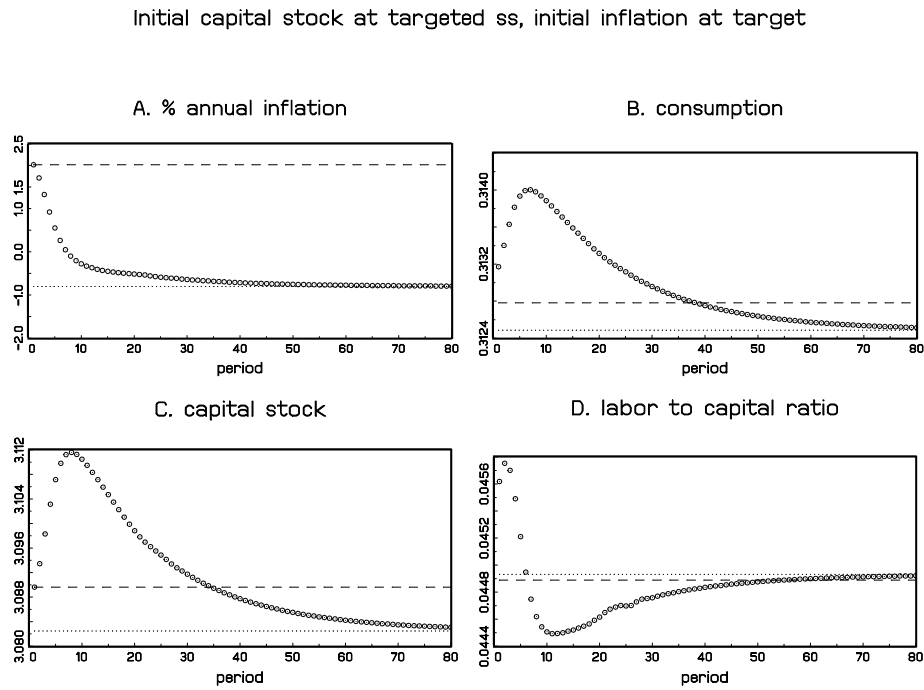 Initial capital stock at targeted ss, initial inflation at target
A. % annual inflation
2.5
1.5
1.0
0.0
−1.0
−2.0
0 10 20 30 40 50 60 70 80
period
B. consumption
0.3140
0.3132
0.3124
0 10 20 30 40 50 60 70 80
period
C. capital stock
3.112
3.104
3.096
3.088
3.080
0 10 20 30 40 50 60 70 80
period
D. labor to capital ratio
0.0456
0.0452
0.0448
0.0444
0 10 20 30 40 50 60 70 80
period